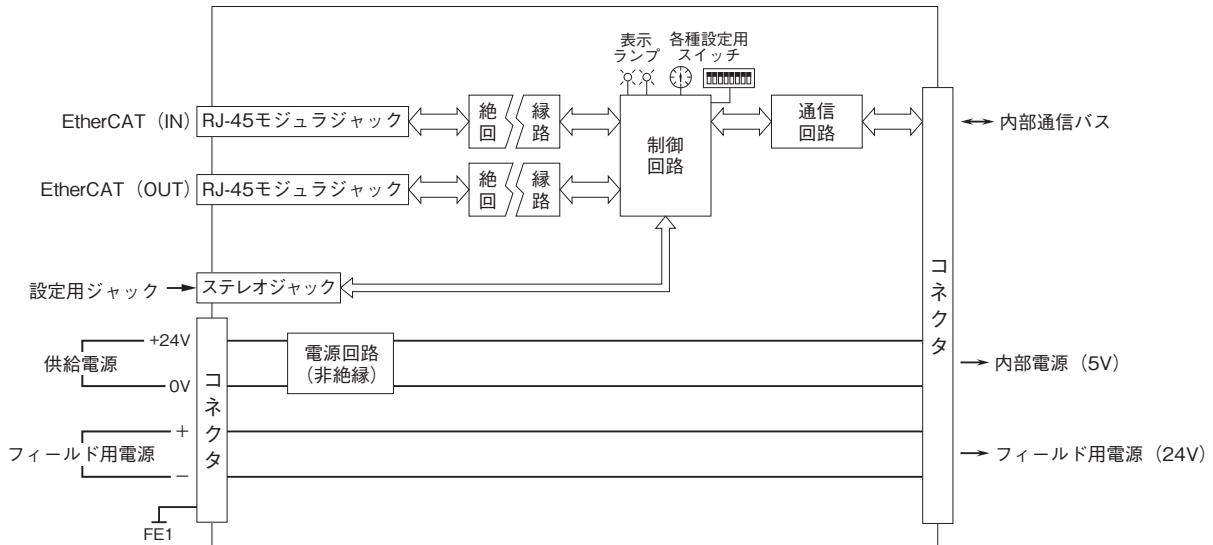 表示
ランプ
各種設定用
スイッチ
EtherCAT（IN）
RJ-45モジュラジャック
絶 縁
回 路
制御
回路
通信
回路
内部通信バス
EtherCAT（OUT）
RJ-45モジュラジャック
絶 縁
回 路
設定用ジャック
ステレオジャック
コネクタ
供給電源
+24V
0V
コネクタ
電源回路
（非絶縁）
内部電源（5V）
フィールド用電源
+
−
フィールド用電源（24V）
FE1